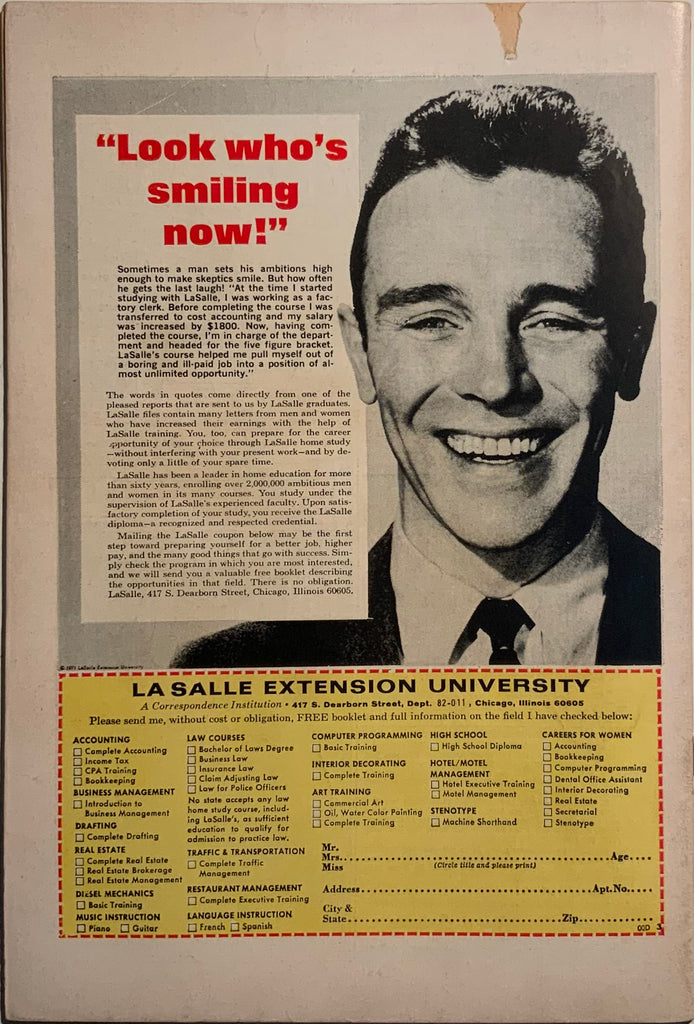 “Look who’s
smiling
now!”
Sometimes a man sets his ambitions high
enough to make skeptics smile. But how often
he gets the last laugh! “At the time I started
studying with LaSalle, I was working as a fac-
tory clerk. Before completing the course I was
transferred to cost accounting and my salary
was increased by $1800. Now, having com-
pleted the course, I’m in charge of the depart-
ment and headed for the five figure bracket.
LaSalle’s course helped me pull myself out of
a boring and ill-paid job into a position of al-
most unlimited opportunity.”
The words in quotes come directly from one of the
pleased reports that are sent to us by LaSalle graduates.
LaSalle files contain many letters from men and women
who have increased their earnings with the help of
LaSalle training. You, too, can prepare for the career
opportunity of your choice through LaSalle home study
—without interfering with your present work—and by de-
voting only a little of your spare time.
LaSalle has been a leader in home education for more
than sixty years, enrolling over 2,000,000 ambitious men
and women in its many courses. You study under the
supervision of LaSalle’s experienced faculty. Upon satis-
factory completion of your study, you receive the LaSalle
diploma—a recognized and respected credential.
Mailing the LaSalle coupon below may be the first
step toward preparing yourself for a better job, higher
pay, and the many good things that go with success. Sim-
ply check the program in which you are most interested,
and we will send you a valuable free booklet describing
the opportunities in that field. There is no obligation.
LaSalle, 417 S. Dearborn Street, Chicago, Illinois 60605.
© 1971 LaSalle Extension University
LA SALLE EXTENSION UNIVERSITY
A Correspondence Institution • 417 S. Dearborn Street, Dept. 82-011, Chicago, Illinois 60605
Please send me, without cost or obligation, FREE booklet and full information on the field I have checked below:
ACCOUNTING
Complete Accounting
Income Tax
CPA Training
Bookkeeping
BUSINESS MANAGEMENT
Introduction to
Business Management
DRAFTING
Complete Drafting
REAL ESTATE
Complete Real Estate
Real Estate Brokerage
Real Estate Management
DIESEL MECHANICS
Basic Training
MUSIC INSTRUCTION
Piano Guitar
LAW COURSES
Bachelor of Laws Degree
Business Law
Insurance Law
Claim Adjusting Law
Law for Police Officers
No state accepts any law
home study course, includ-
ing LaSalle’s, as sufficient
education to qualify for
admission to practice law.
TRAFFIC & TRANSPORTATION
Complete Traffic
Management
RESTAURANT MANAGEMENT
Complete Executive Training
LANGUAGE INSTRUCTION
French Spanish
COMPUTER PROGRAMMING
Basic Training
INTERIOR DECORATING
Complete Training
ART TRAINING
Commercial Art
Oil, Water Color Painting
Complete Training
HIGH SCHOOL
High School Diploma
HOTEL/MOTEL
MANAGEMENT
Hotel Executive Training
Motel Management
STENOTYPE
Machine Shorthand
CAREERS FOR WOMEN
Accounting
Bookkeeping
Computer Programming
Dental Office Assistant
Interior Decorating
Real Estate
Secretarial
Stenotype
Mr.
Mrs. Age
Miss (Circle title and please print)
Address Apt.No.
City &
State Zip